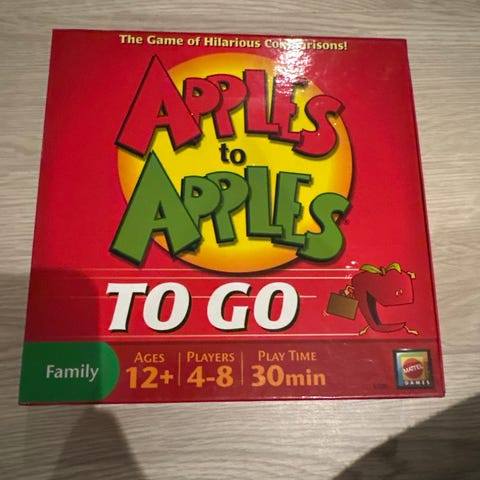 The Game of Hilarious Comparisons!
APPLES
to
APPLES
TO GO
Family
AGES
12+
PLAYERS
4-8
PLAY TIME
30min
MATTEL
GAMES